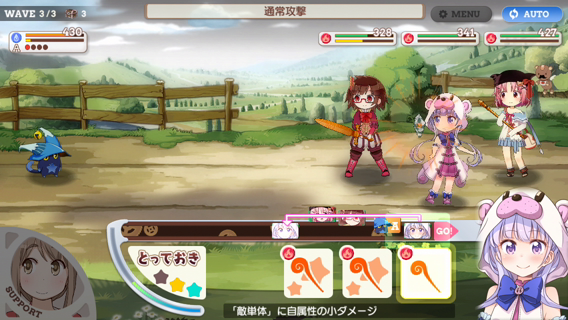 WAVE 3/3 3
通常攻撃
MENU
AUTO
430
A
328
341
427
GO!
とっておき
SUPPORT
「敵単体」に自属性の小ダメージ